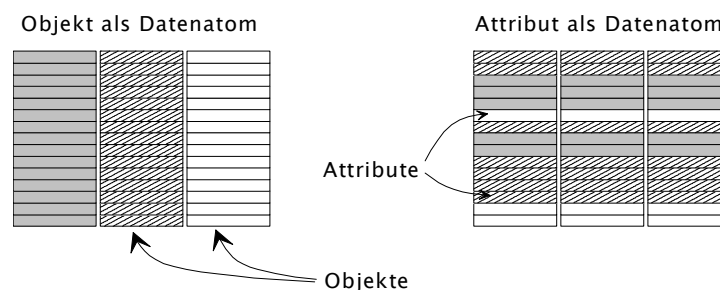 Objekt als Datenatom
Attribut als Datenatom
Attribute
Objekte